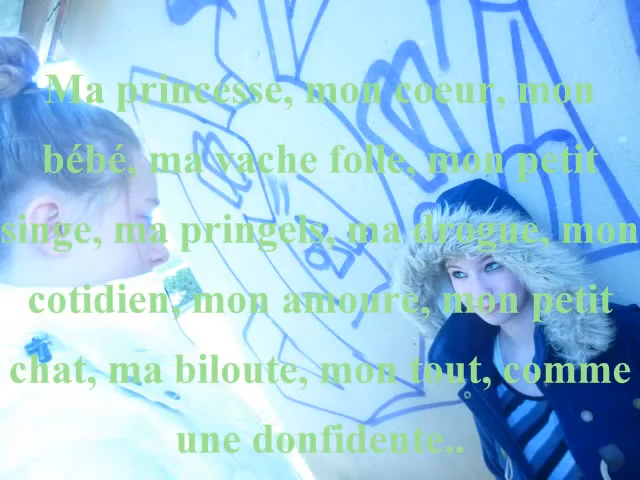 Ma princesse, mon coeur, mon
bébé, ma vache folle, mon petit
singe, ma pringels, ma drogue, mon
cotidien, mon amoure, mon petit
chat, ma biloute, mon tout, comme
une donfidente..